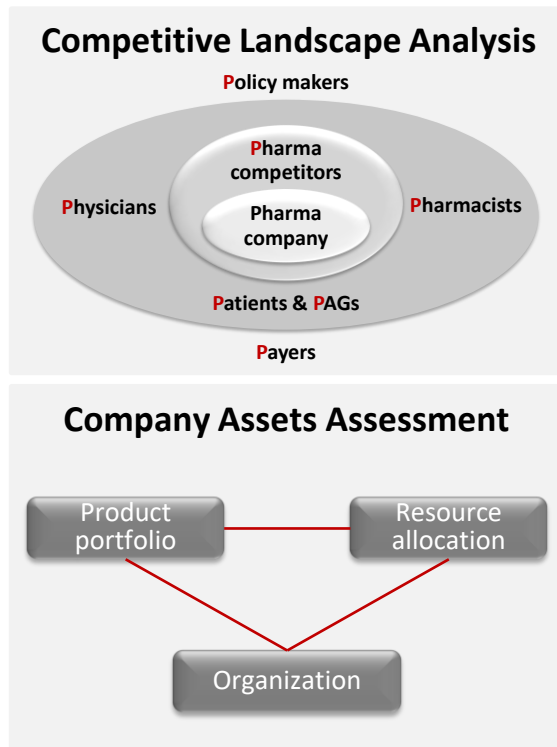 Competitive Landscape Analysis
Policy makers
Pharma
competitors
Physicians
Pharmacists
Pharma
company
Patients & PAGs
Payers
Company Assets Assessment
Product
portfolio
Resource
allocation
Organization